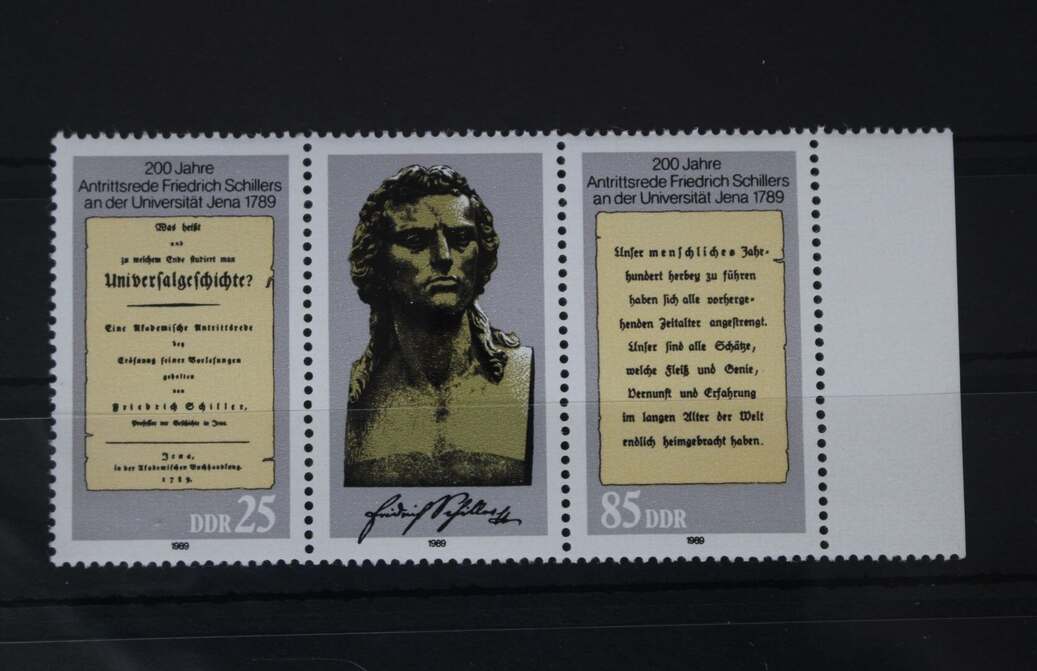 200 Jahre
Antrittsrede Friedrich Schillers
an der Universität Jena 1789
Was heißt
und
zu welchem Ende studiert man
Universalgeschichte?
Eine Akademische Antrittsrede
bey
Eröfnung seiner Vorlesungen
gehalten
von
Friedrich Schiller,
Professor der Geschichte in Jena.
Jena,
in der Akademischen Buchhandlung.
1789.
DDR 25
1989
Friedrich Schiller
1989
200 Jahre
Antrittsrede Friedrich Schillers
an der Universität Jena 1789
Unser menschliches Jahr-
hundert herbey zu führen
haben sich alle vorherge-
henden Zeitalter angestrengt.
Unser sind alle Schätze,
welche Fleiß und Genie,
Vernunft und Erfahrung
im langen Alter der Welt
endlich heimgebracht haben.
85 DDR
1989